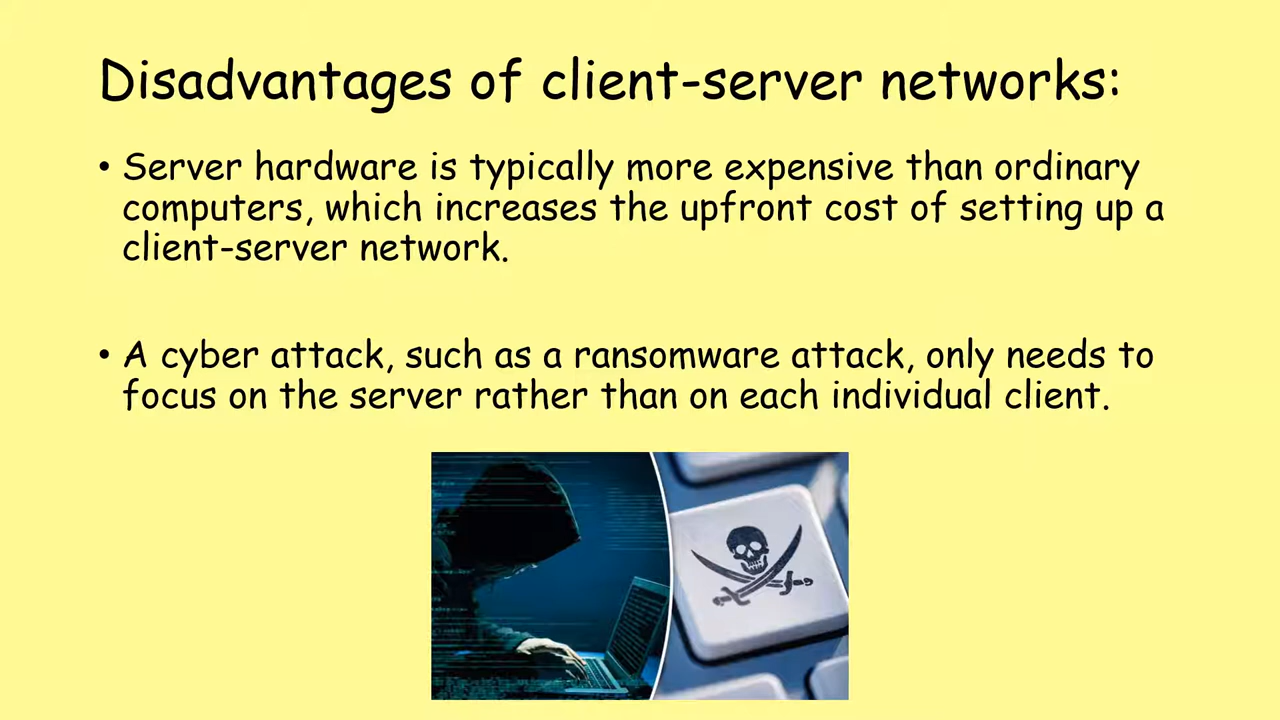 Disadvantages of client-server networks:
• Server hardware is typically more expensive than ordinary
computers, which increases the upfront cost of setting up a
client-server network.
• A cyber attack, such as a ransomware attack, only needs to
focus on the server rather than on each individual client.